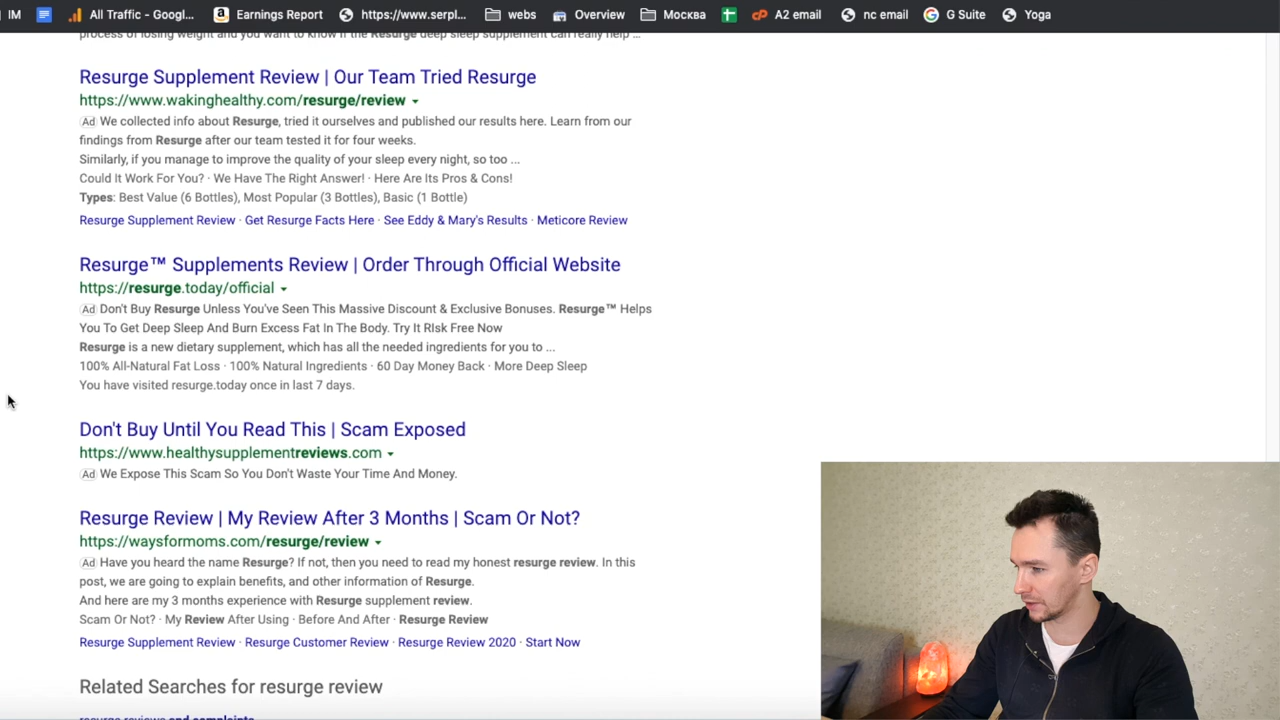 IM All Traffic - Googl... Earnings Report https://www.serpl... webs Overview Москва A2 email nc email G Suite Yoga
process of losing weight and you want to know if the Resurge deep sleep supplement can really help ...
Resurge Supplement Review | Our Team Tried Resurge
https://www.wakinghealthy.com/resurge/review
Ad We collected info about Resurge, tried it ourselves and published our results here. Learn from our
findings from Resurge after our team tested it for four weeks.
Similarly, if you manage to improve the quality of your sleep every night, so too ...
Could It Work For You? · We Have The Right Answer! · Here Are Its Pros & Cons!
Types: Best Value (6 Bottles), Most Popular (3 Bottles), Basic (1 Bottle)
Resurge Supplement Review · Get Resurge Facts Here · See Eddy & Mary's Results · Meticore Review
Resurge™ Supplements Review | Order Through Official Website
https://resurge.today/official
Ad Don't Buy Resurge Unless You've Seen This Massive Discount & Exclusive Bonuses. Resurge™ Helps
You To Get Deep Sleep And Burn Excess Fat In The Body. Try It RIsk Free Now
Resurge is a new dietary supplement, which has all the needed ingredients for you to ...
100% All-Natural Fat Loss · 100% Natural Ingredients · 60 Day Money Back · More Deep Sleep
You have visited resurge.today once in last 7 days.
Don't Buy Until You Read This | Scam Exposed
https://www.healthysupplementreviews.com
Ad We Expose This Scam So You Don't Waste Your Time And Money.
Resurge Review | My Review After 3 Months | Scam Or Not?
https://waysformoms.com/resurge/review
Ad Have you heard the name Resurge? If not, then you need to read my honest resurge review. In this
post, we are going to explain benefits, and other information of Resurge.
And here are my 3 months experience with Resurge supplement review.
Scam Or Not? · My Review After Using · Before And After · Resurge Review
Resurge Supplement Review · Resurge Customer Review · Resurge Review 2020 · Start Now
Related Searches for resurge review
resurge reviews and complaints